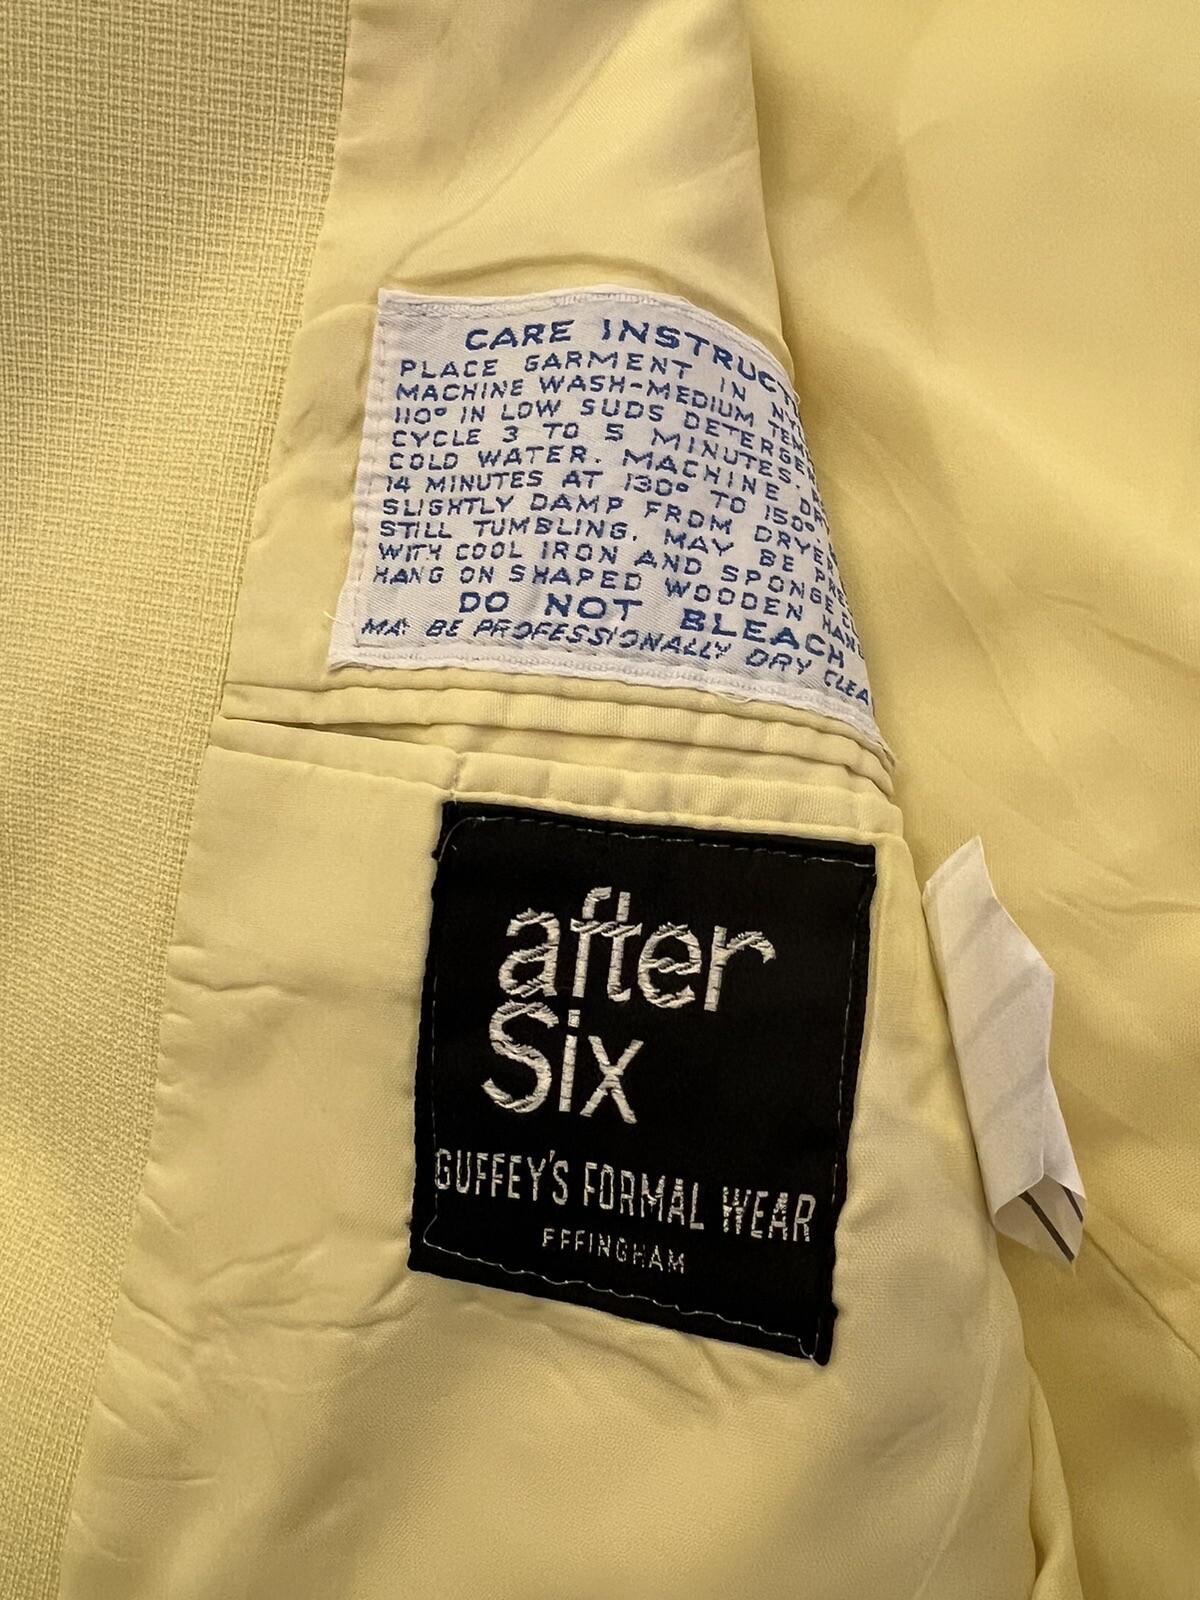 CARE INSTRUCT
PLACE GARMENT IN
MACHINE WASH-MEDIUM TEM
110° IN LOW SUDS DETERGE
CYCLE 3 TO 5 MINUTES.
COLD WATER. MACHINE DR
14 MINUTES AT 130° TO 150°.
SLIGHTLY DAMP FROM DRYER
STILL TUMBLING. MAY BE PRE
WITH COOL IRON AND SPONGE
HANG ON SHAPED WOODEN HANG
DO NOT BLEACH
MAY BE PROFESSIONALLY DRY CLEA
after
Six
GUFFEY'S FORMAL WEAR
EFFINGHAM